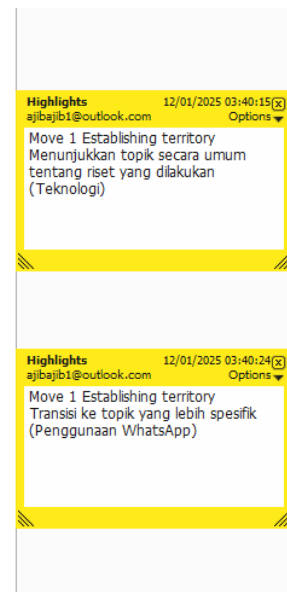 Highlights 12/01/2025 03:40:15
ajibajib1@outlook.com Options
Move 1 Establishing territory
Menunjukkan topik secara umum
tentang riset yang dilakukan
(Teknologi)
Highlights 12/01/2025 03:40:24
ajibajib1@outlook.com Options
Move 1 Establishing territory
Transisi ke topik yang lebih spesifik
(Penggunaan WhatsApp)